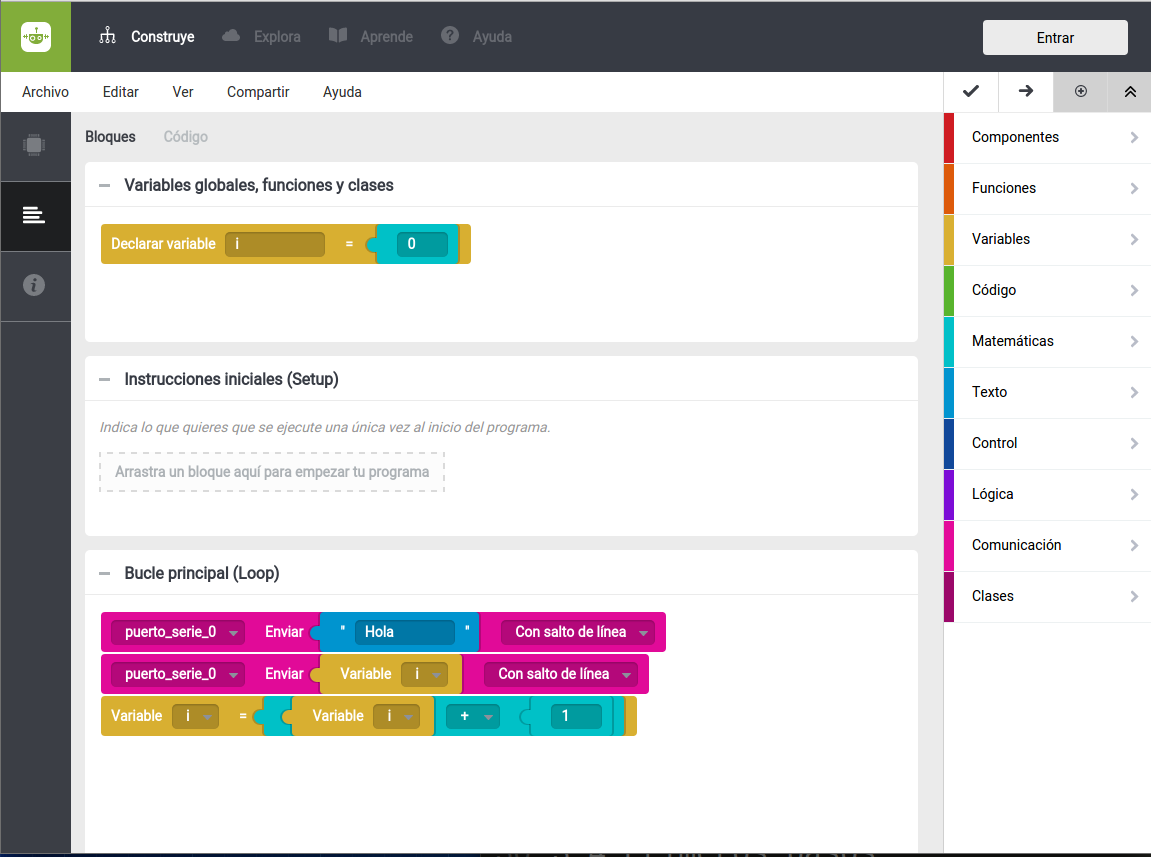 Construye Explora Aprende Ayuda Entrar
Archivo Editar Ver Compartir Ayuda
Bloques Código
Variables globales, funciones y clases
Declarar variable i = 0
Instrucciones iniciales (Setup)
Indica lo que quieres que se ejecute una única vez al inicio del programa.
Arrastra un bloque aquí para empezar tu programa
Bucle principal (Loop)
puerto_serie_0 Enviar " Hola " Con salto de línea
puerto_serie_0 Enviar Variable i Con salto de línea
Variable i = Variable i + 1
Componentes
Funciones
Variables
Código
Matemáticas
Texto
Control
Lógica
Comunicación
Clases